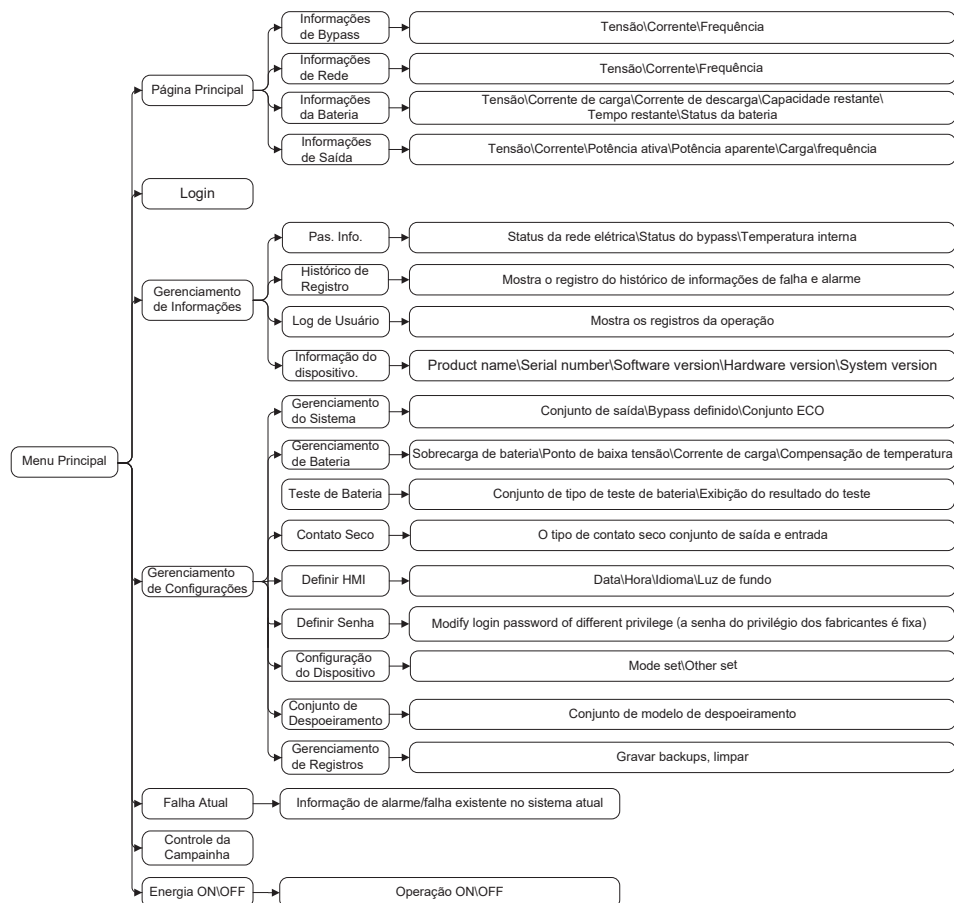 Menu Principal
Página Principal
Informações
de Bypass
Tensão\Corrente\Frequência
Informações
de Rede
Tensão\Corrente\Frequência
Informações
da Bateria
Tensão\Corrente de carga\Corrente de descarga\Capacidade restante\
Tempo restante\Status da bateria
Informações
de Saída
Tensão\Corrente\Potência ativa\Potência aparente\Carga\frequência
Login
Gerenciamento
de Informações
Pas. Info.
Status da rede elétrica\Status do bypass\Temperatura interna
Histórico de
Registro
Mostra o registro do histórico de informações de falha e alarme
Log de Usuário
Mostra os registros da operação
Informação do
dispositivo.
Product name\Serial number\Software version\Hardware version\System version
Gerenciamento
de Configurações
Gerenciamento
do Sistema
Conjunto de saída\Bypass definido\Conjunto ECO
Gerenciamento
de Bateria
Sobrecarga de bateria\Ponto de baixa tensão\Corrente de carga\Compensação de temperatura
Teste de Bateria
Conjunto de tipo de teste de bateria\Exibição do resultado do teste
Contato Seco
O tipo de contato seco conjunto de saída e entrada
Definir HMI
Data\Hora\Idioma\Luz de fundo
Definir Senha
Modify login password of different privilege (a senha do privilégio dos fabricantes é fixa)
Configuração
do Dispositivo
Mode set\Other set
Conjunto de
Despoeiramento
Conjunto de modelo de despoeiramento
Gerenciamento
de Registros
Gravar backups, limpar
Falha Atual
Informação de alarme/falha existente no sistema atual
Controle da
Campainha
Energia ON\OFF
Operação ON\OFF